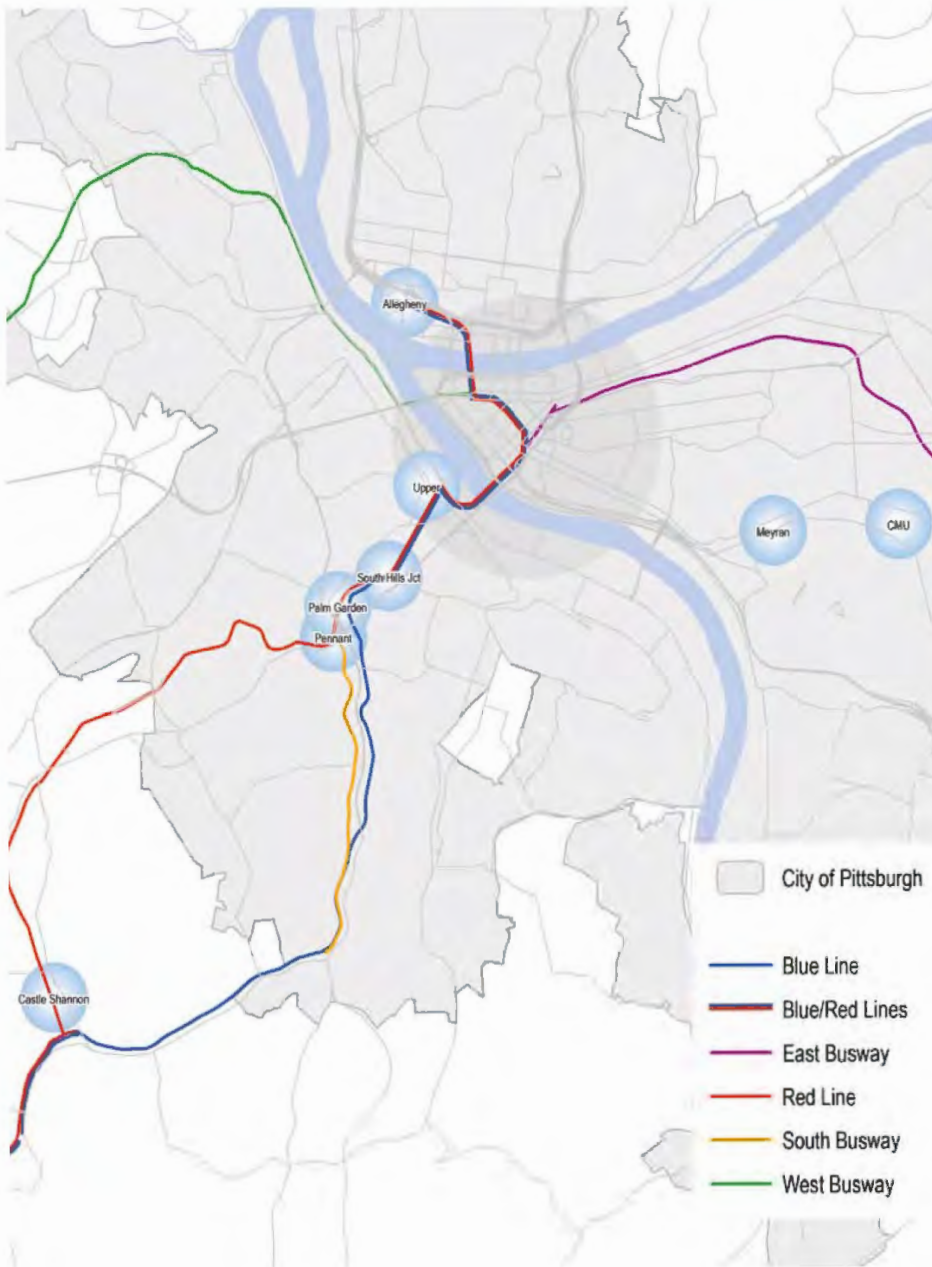 Allegheny
Upper
Meyran
CMU
South Hills Jct
Palm Garden
Pennant
Castle Shannon
City of Pittsburgh
Blue Line
Blue/Red Lines
East Busway
Red Line
South Busway
West Busway